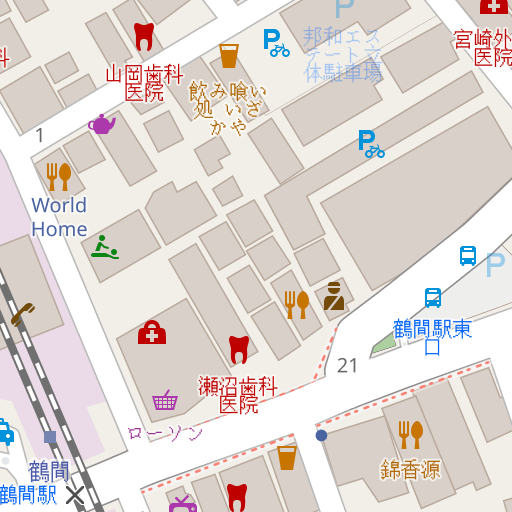 P
邦和エス
テート立
体駐車場
宮崎外
医院
科
山岡歯科
医院
飲み喰い
処 いざ
かや
1
World
Home
P
鶴間駅東
口
21
瀬沼歯科
医院
ローソン
錦香源
鶴間
鶴間駅